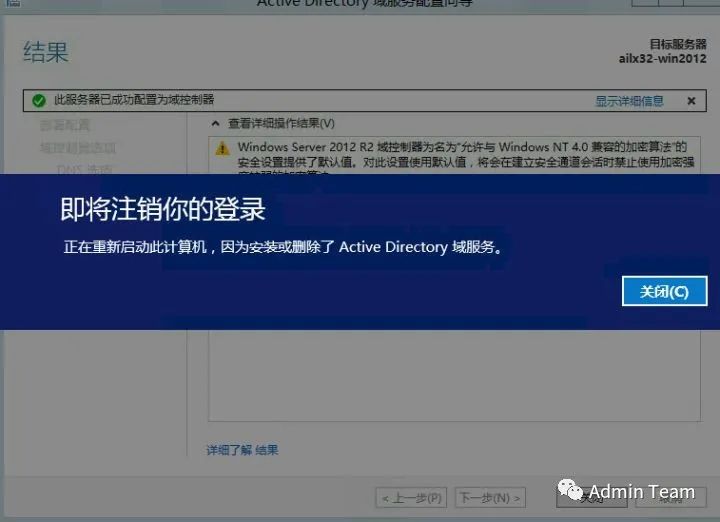 Active Directory 域服务配置向导
结果
目标服务器
ailx32-win2012
此服务器已成功配置为域控制器
显示详细信息
部署配置
查看详细操作结果(V)
域控制器选项
DNS 选项
Windows Server 2012 R2 域控制器为名为“允许与 Windows NT 4.0 兼容的加密算法”的
安全设置提供了默认值。对此设置使用默认值，将会在建立安全通道会话时禁止使用加密强
即将注销你的登录
正在重新启动此计算机，因为安装或删除了 Active Directory 域服务。
关闭(C)
详细了解 结果
< 上一步(P)
下一步(N) >
关闭
取消
Admin Team